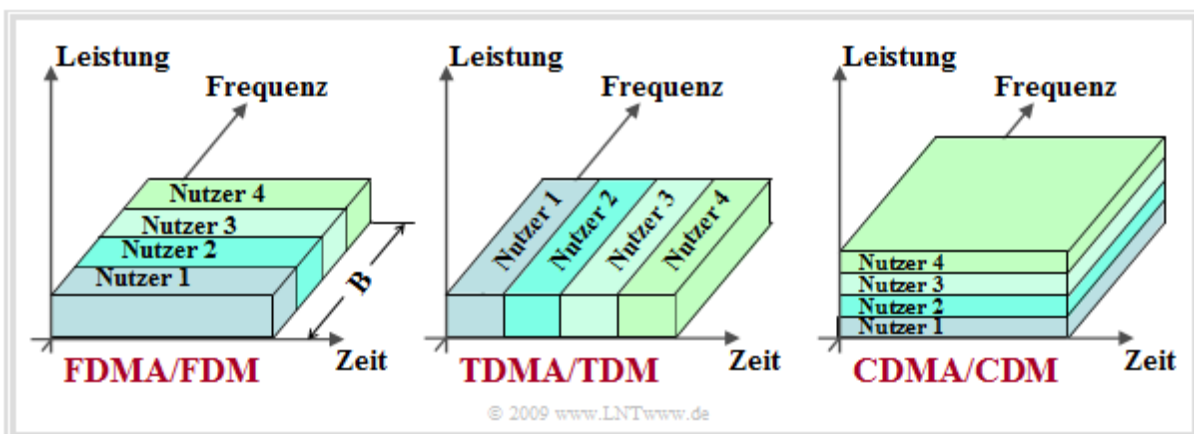 Leistung
Frequenz
Nutzer 4
Nutzer 3
Nutzer 2
Nutzer 1
B
Zeit
FDMA/FDM
Leistung
Frequenz
Nutzer 1
Nutzer 2
Nutzer 3
Nutzer 4
Zeit
TDMA/TDM
Leistung
Frequenz
Nutzer 4
Nutzer 3
Nutzer 2
Nutzer 1
Zeit
CDMA/CDM
© 2009 www.LNTwww.de